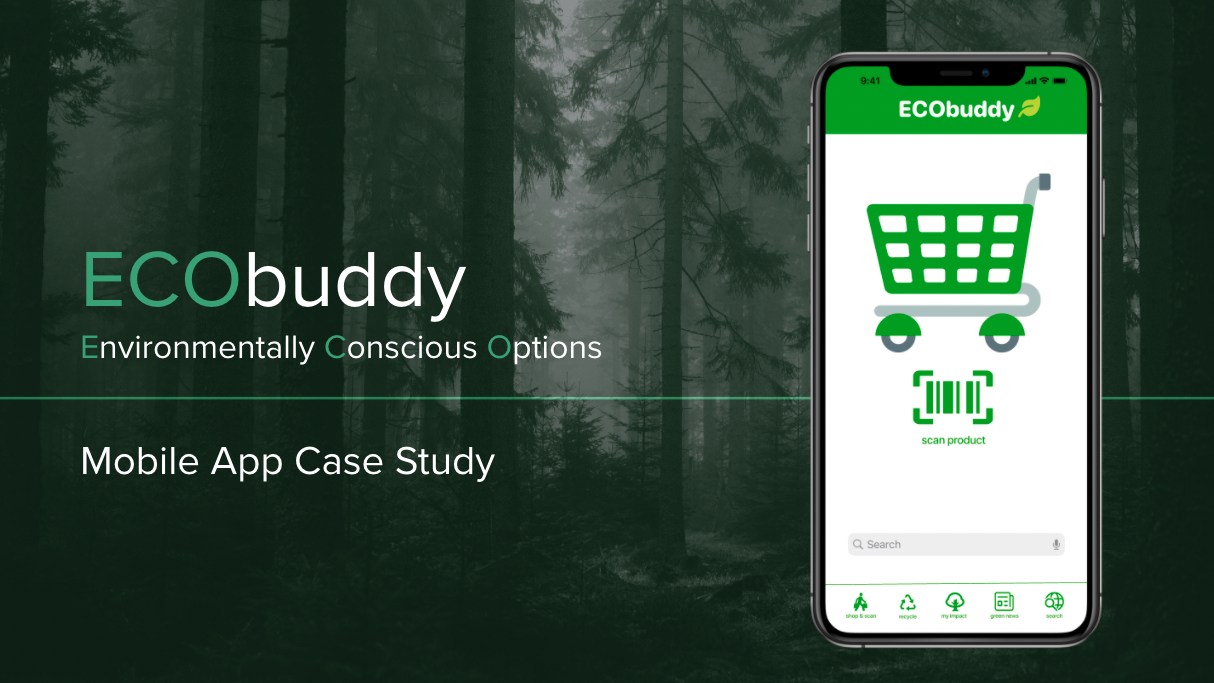 ECObuddy
Environmentally Conscious Options
Mobile App Case Study
9:41
ECObuddy
scan product
Search
shop & scan
recycle
my impact
green news
search